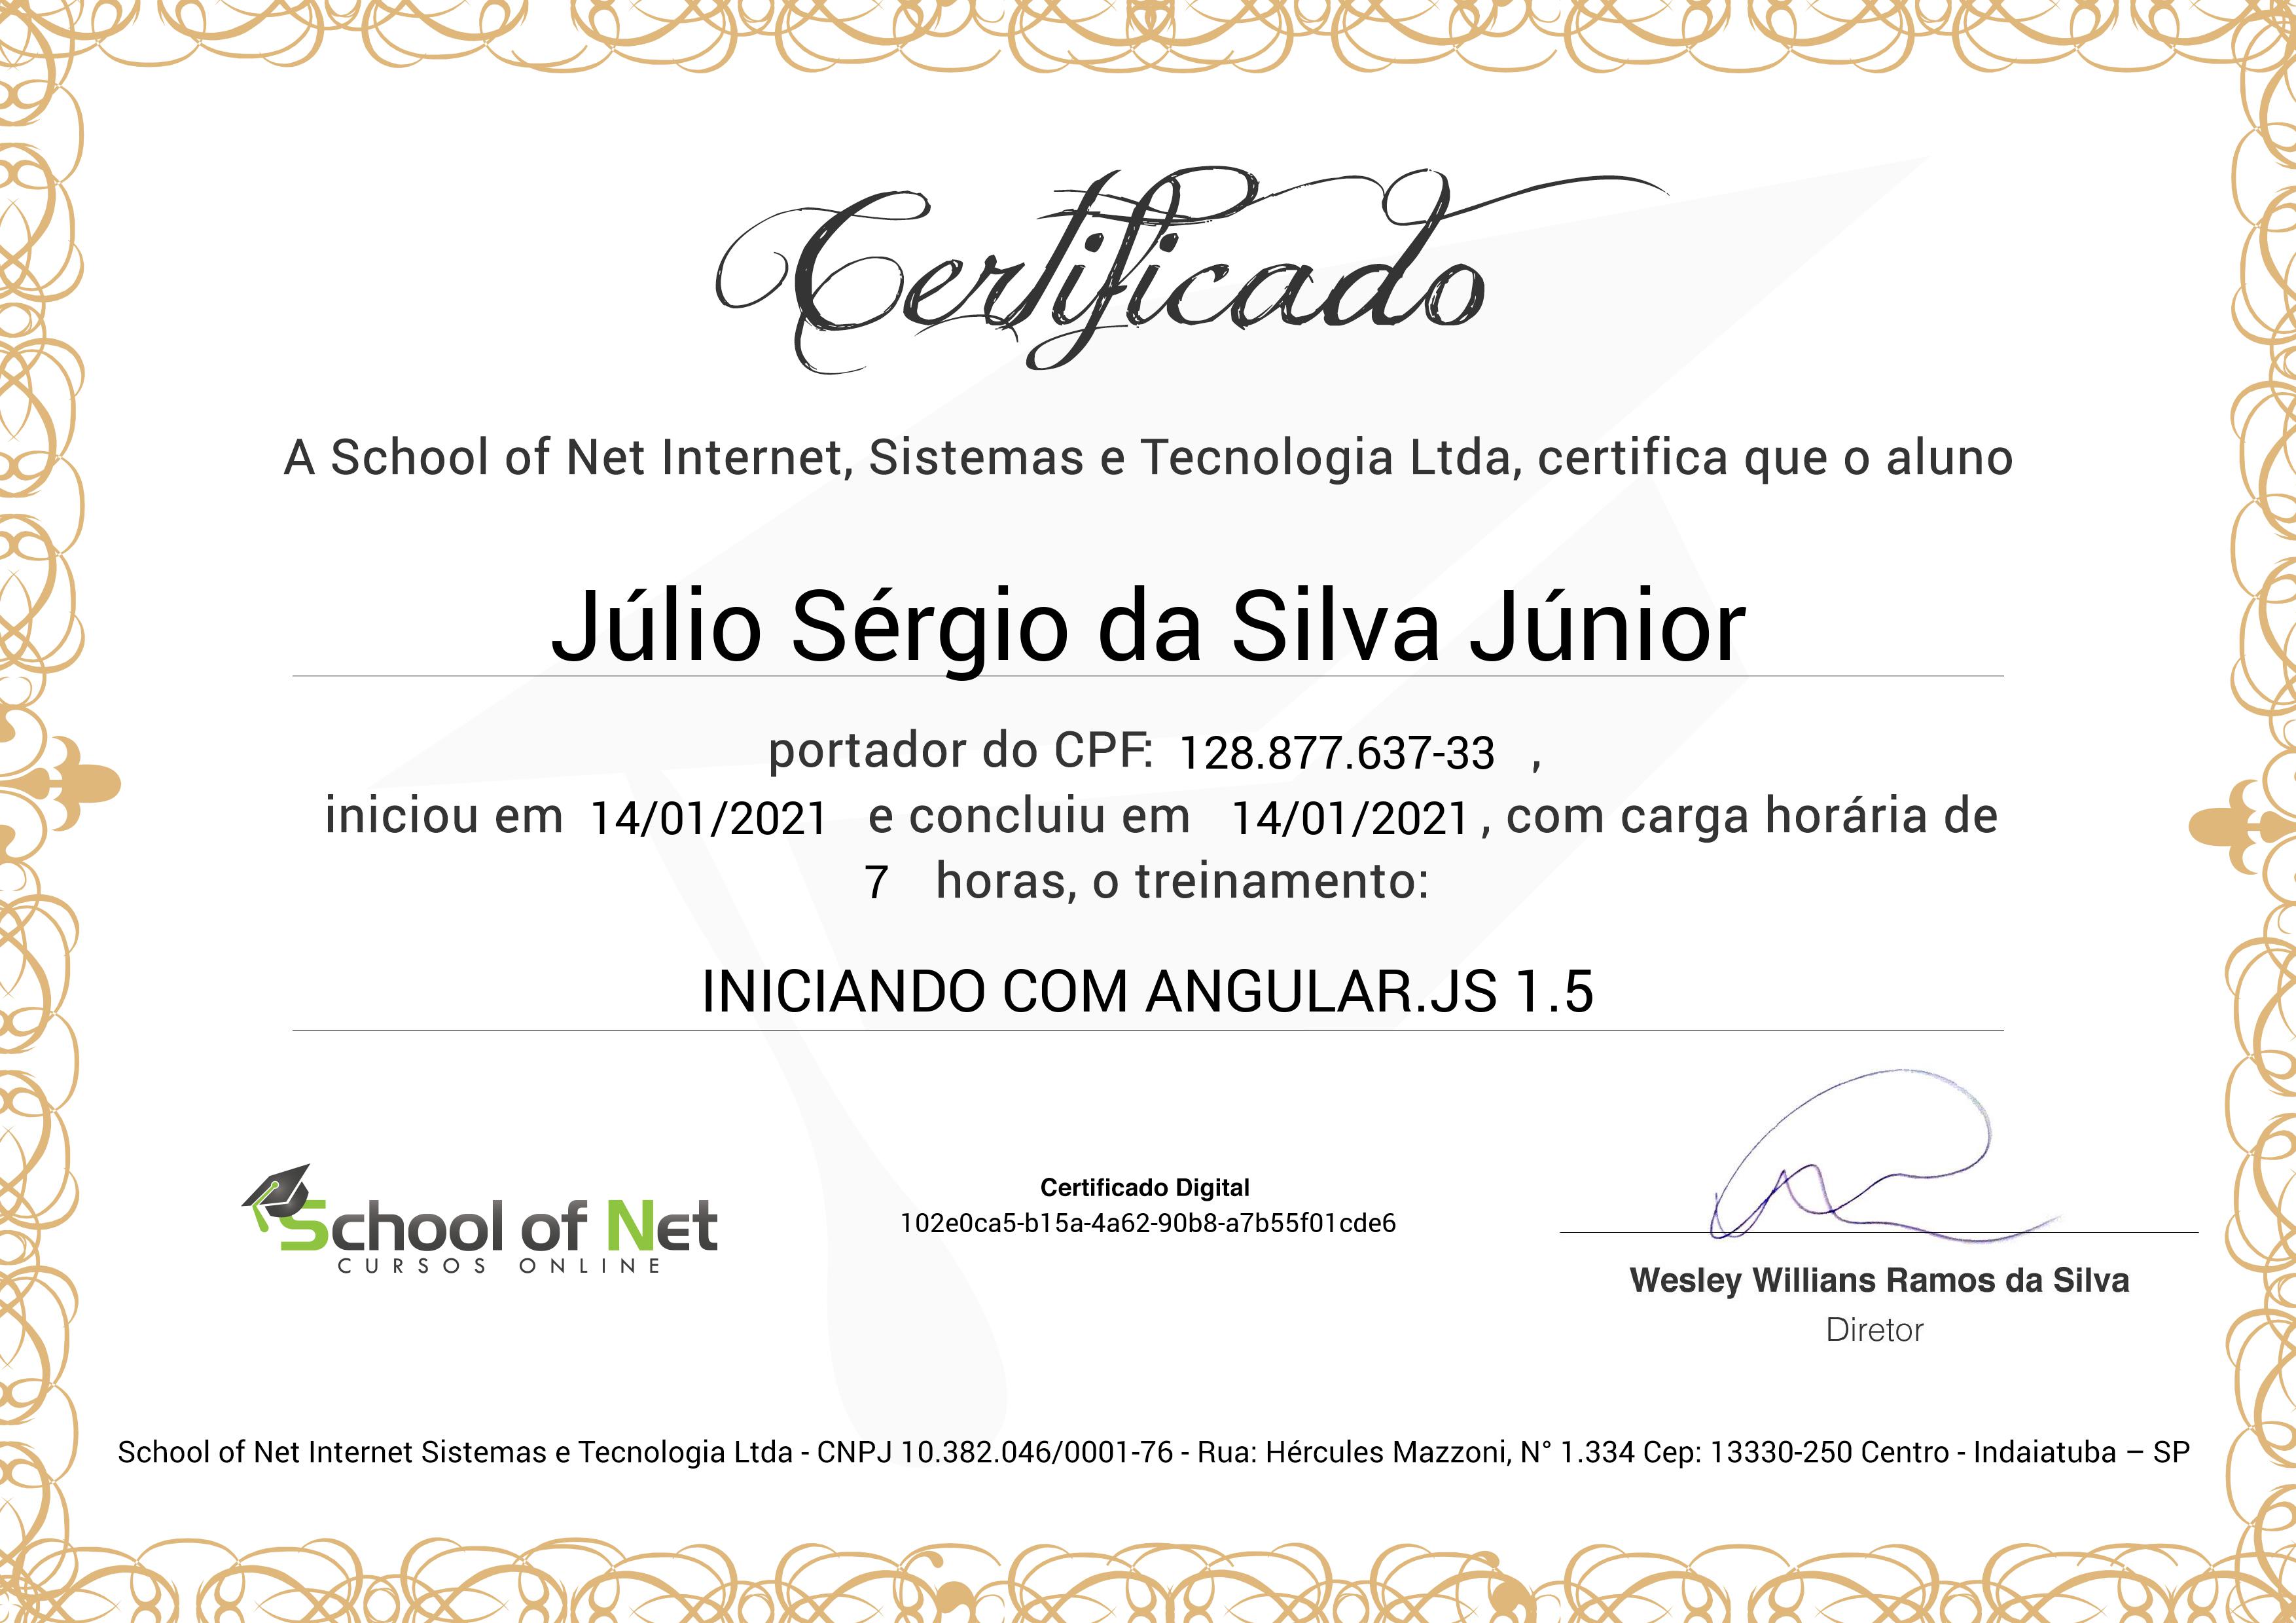 Certificado
A School of Net Internet, Sistemas e Tecnologia Ltda, certifica que o aluno
Júlio Sérgio da Silva Júnior
portador do CPF: 128.877.637-33 ,
iniciou em 14/01/2021 e concluiu em 14/01/2021 , com carga horária de
7 horas, o treinamento:
INICIANDO COM ANGULAR.JS 1.5
School of Net
CURSOS ONLINE
Certificado Digital
102e0ca5-b15a-4a62-90b8-a7b55f01cde6
Wesley Willians Ramos da Silva
Diretor
School of Net Internet Sistemas e Tecnologia Ltda - CNPJ 10.382.046/0001-76 - Rua: Hércules Mazzoni, N° 1.334 Cep: 13330-250 Centro - Indaiatuba – SP